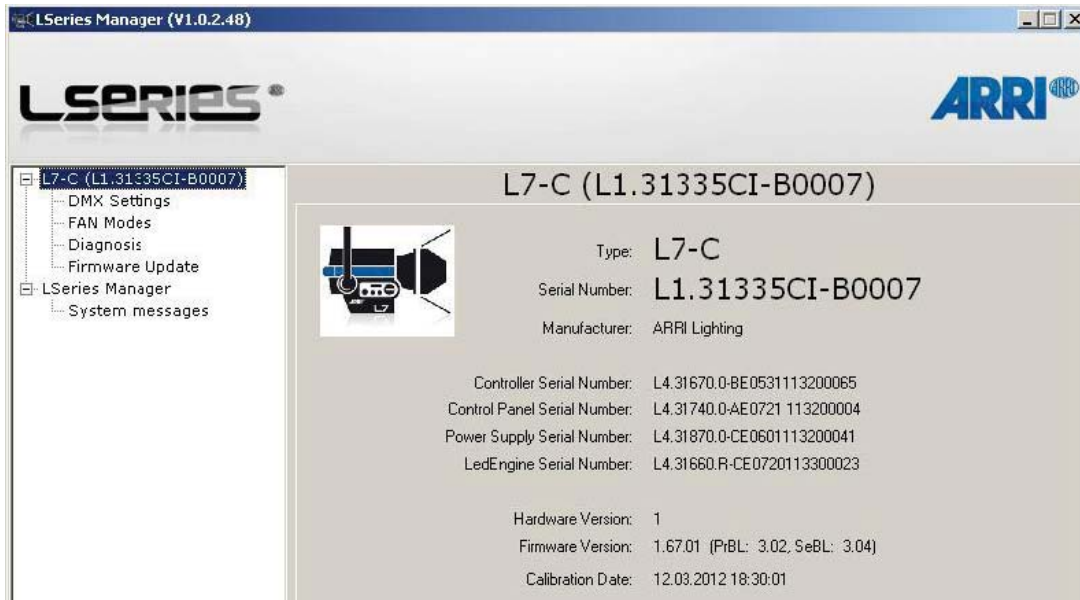 LSeries Manager (V1.0.2.48)
LSERIES®
ARRI®
L7-C (L1.31335CI-B0007)
DMX Settings
FAN Modes
Diagnosis
Firmware Update
LSeries Manager
System messages
L7-C (L1.31335CI-B0007)
L7
Type: L7-C
Serial Number: L1.31335CI-B0007
Manufacturer: ARRI Lighting
Controller Serial Number: L4.31670.0-BE0531113200065
Control Panel Serial Number: L4.31740.0-AE0721 113200004
Power Supply Serial Number: L4.31870.0-CE0601113200041
LedEngine Serial Number: L4.31660.R-CE0720113300023
Hardware Version: 1
Firmware Version: 1.67.01 (PrBL: 3.02, SeBL: 3.04)
Calibration Date: 12.03.2012 18:30:01